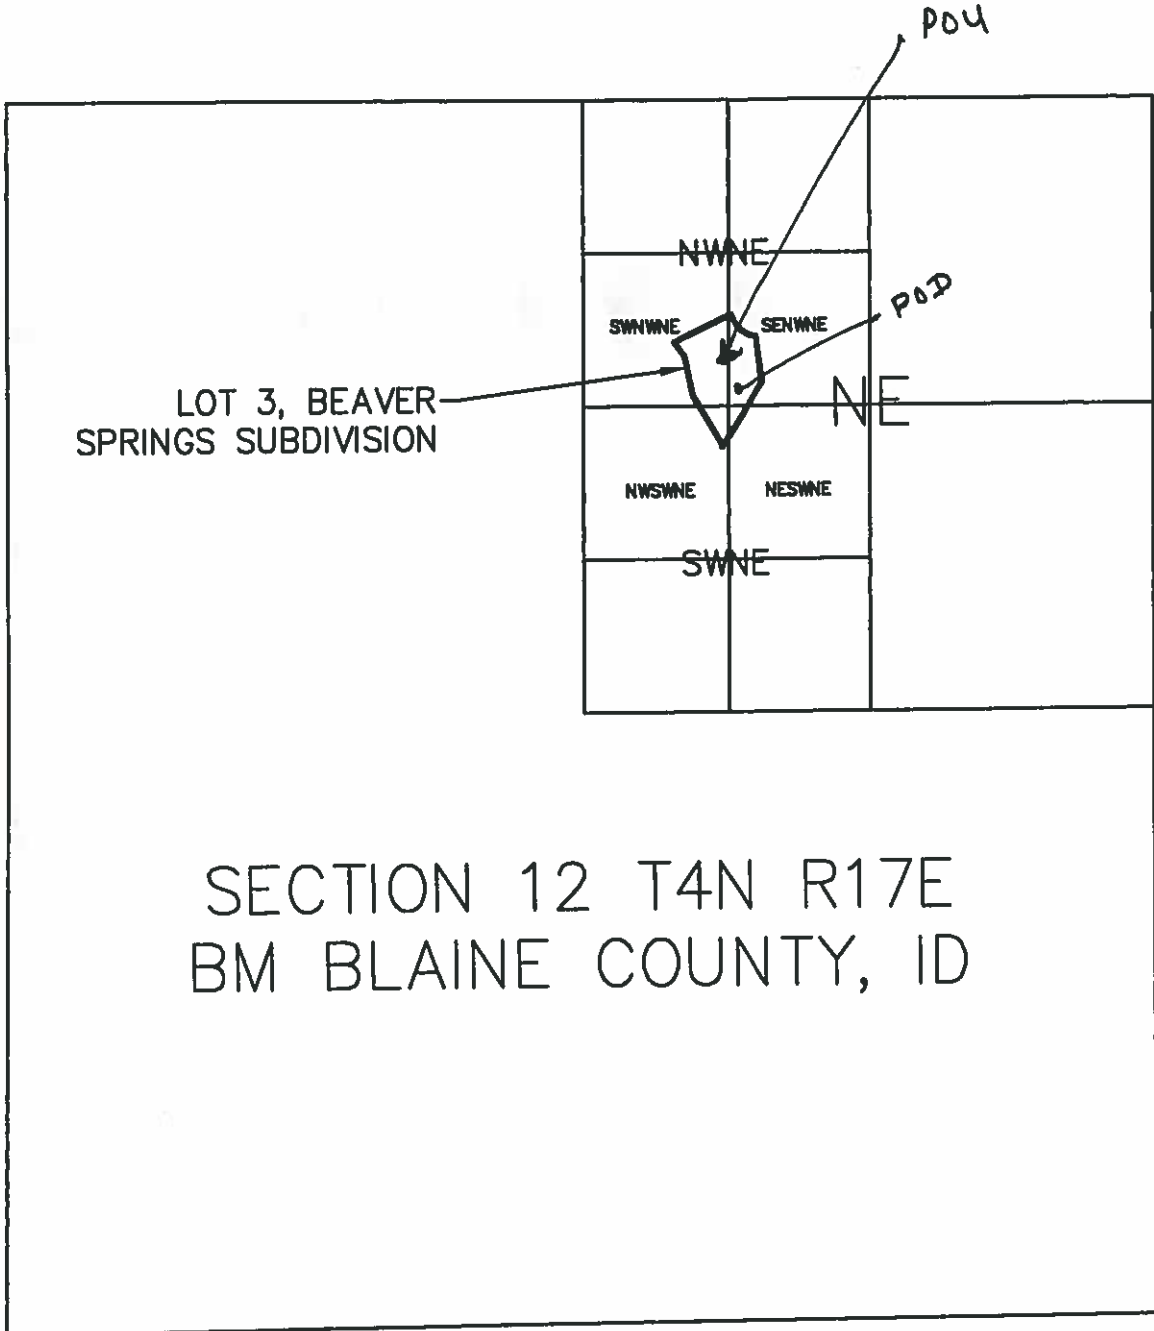 POU
NWNE
POD
SWNWNE
SENWNE
LOT 3, BEAVER
SPRINGS SUBDIVISION
NE
NWSWNE
NESWNE
SWNE
SECTION 12 T4N R17E
BM BLAINE COUNTY, ID